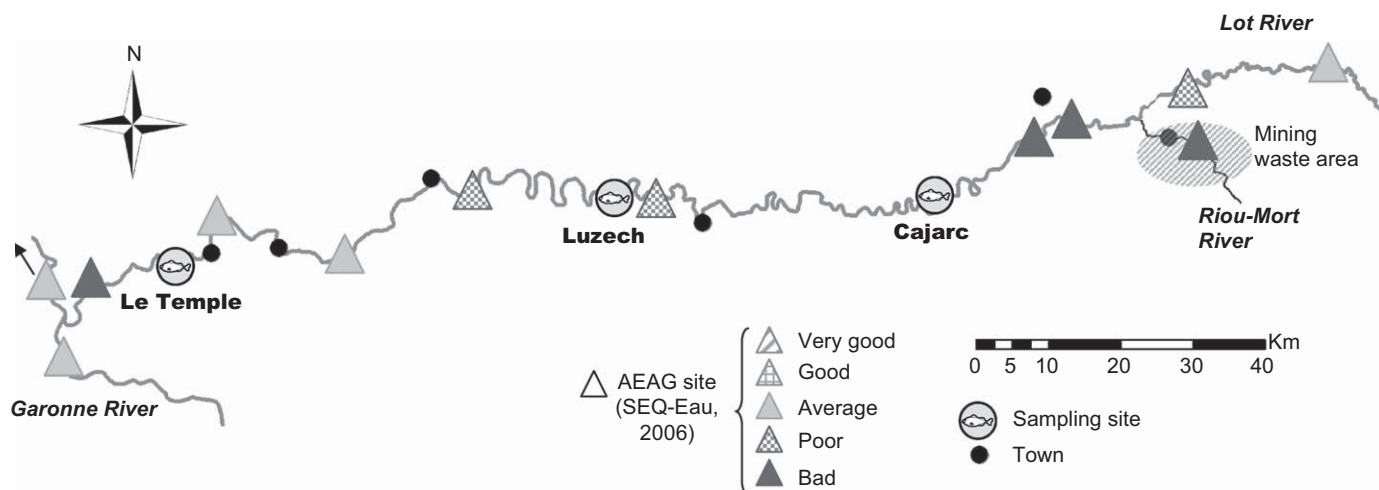 Lot River
N
Mining
waste area
Riou-Mort
River
Luzech
Cajarc
Le Temple
Garonne River
AEAG site
(SEQ-Eau,
2006)
Very good
Good
Average
Poor
Bad
Km
0 5 10 20 30 40
Sampling site
Town